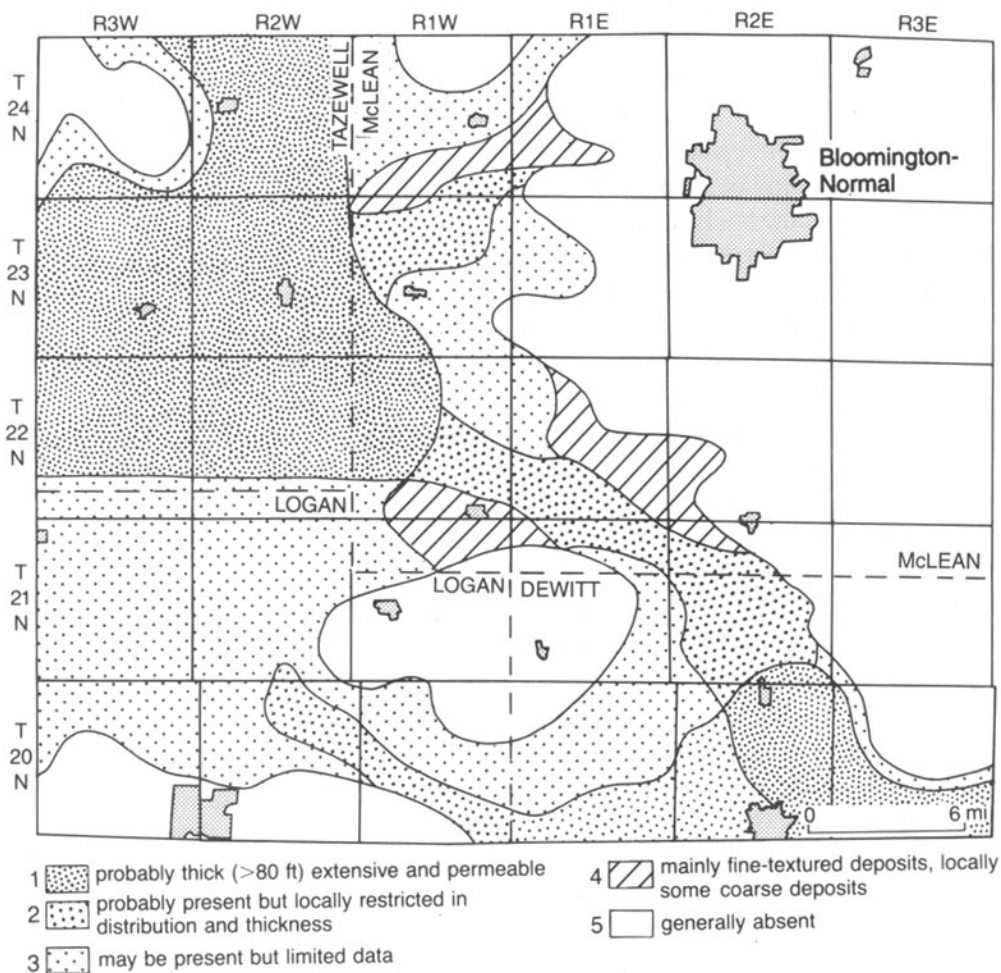 R3W R2W R1W R1E R2E R3E
T
24
N
TAZEWELL
McLEAN
Bloomington-
Normal
T
23
N
T
22
N
LOGAN
McLEAN
T
21
N
LOGAN DEWITT
T
20
N
0 6 mi
1 probably thick (>80 ft) extensive and permeable
2 probably present but locally restricted in
distribution and thickness
3 may be present but limited data
4 mainly fine-textured deposits, locally
some coarse deposits
5 generally absent